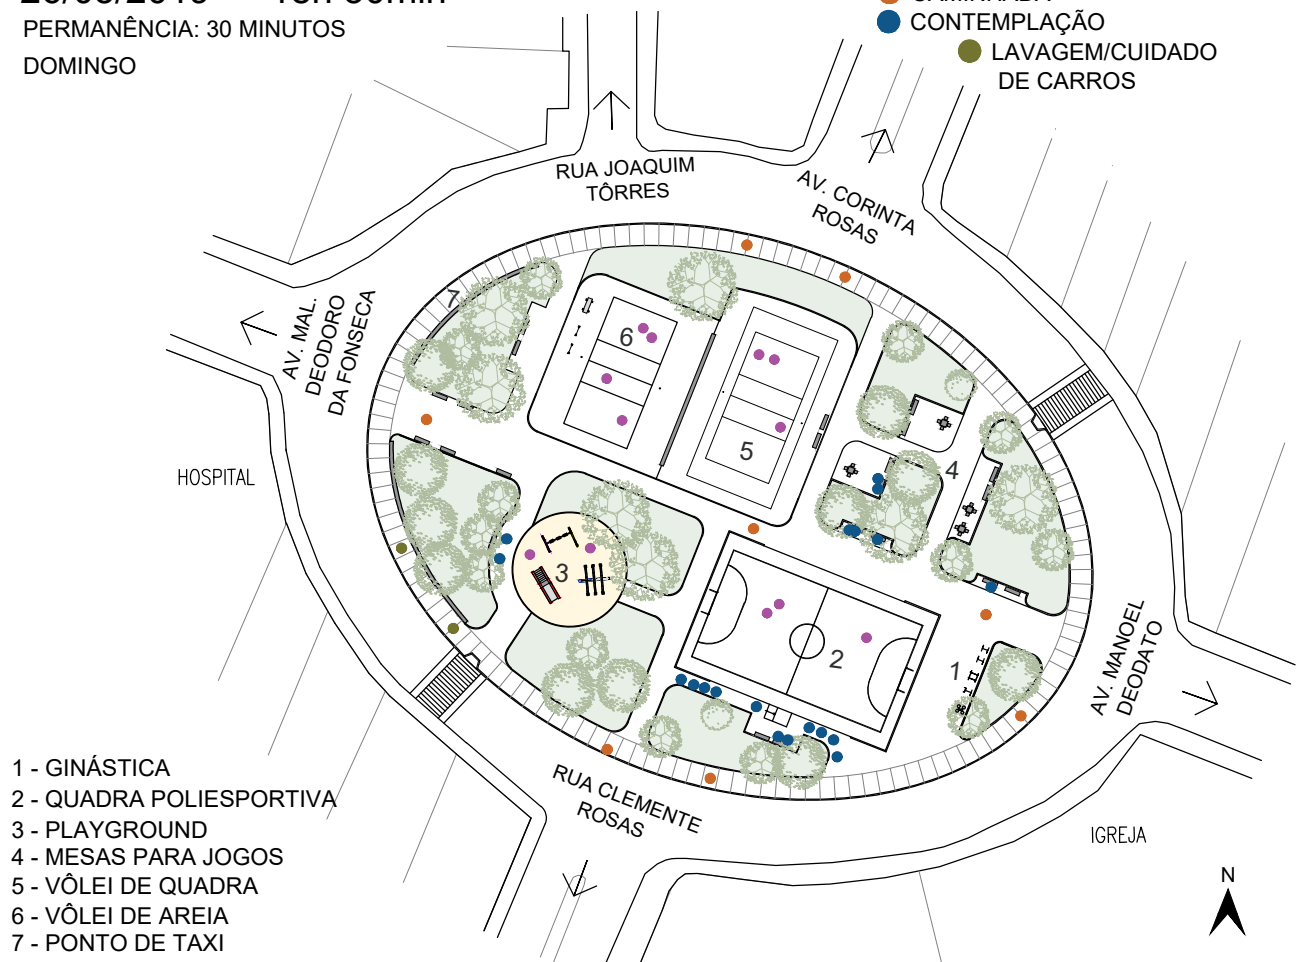 PERMANÊNCIA: 30 MINUTOS
DOMINGO
CONTEMPLAÇÃO
LAVAGEM/CUIDADO
DE CARROS
RUA JOAQUIM
TÔRRES
AV. CORINTA
ROSAS
AV. MAL.
DEODORO
DA FONSECA
7
6
5
4
3
2
1
HOSPITAL
AV. MANOEL
DEODATO
RUA CLEMENTE
ROSAS
IGREJA
N
1 - GINÁSTICA
2 - QUADRA POLIESPORTIVA
3 - PLAYGROUND
4 - MESAS PARA JOGOS
5 - VÔLEI DE QUADRA
6 - VÔLEI DE AREIA
7 - PONTO DE TAXI